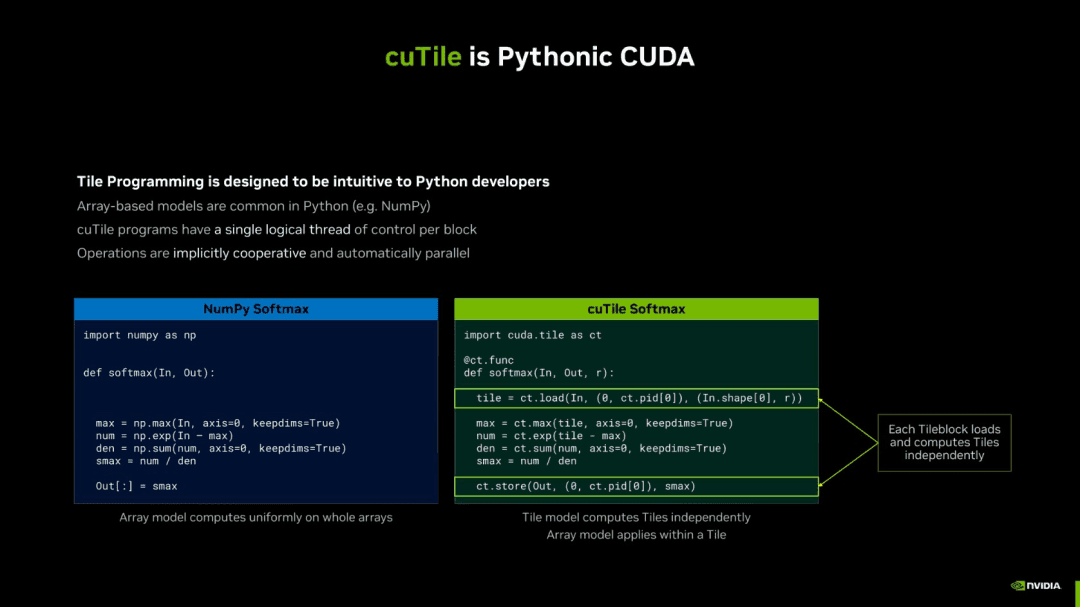 cuTile is Pythonic CUDA
Tile Programming is designed to be intuitive to Python developers
Array-based models are common in Python (e.g. NumPy)
cuTile programs have a single logical thread of control per block
Operations are implicitly cooperative and automatically parallel
NumPy Softmax
import numpy as np
def softmax(In, Out):
max = np.max(In, axis=0, keepdims=True)
num = np.exp(In – max)
den = np.sum(num, axis=0, keepdims=True)
smax = num / den
Out[:] = smax
Array model computes uniformly on whole arrays
cuTile Softmax
import cuda.tile as ct
@ct.func
def softmax(In, Out, r):
tile = ct.load(In, (0, ct.pid[0]), (In.shape[0], r))
max = ct.max(tile, axis=0, keepdims=True)
num = ct.exp(tile - max)
den = ct.sum(num, axis=0, keepdims=True)
smax = num / den
ct.store(Out, (0, ct.pid[0]), smax)
Tile model computes Tiles independently
Array model applies within a Tile
Each Tileblock loads
and computes Tiles
independently
NVIDIA